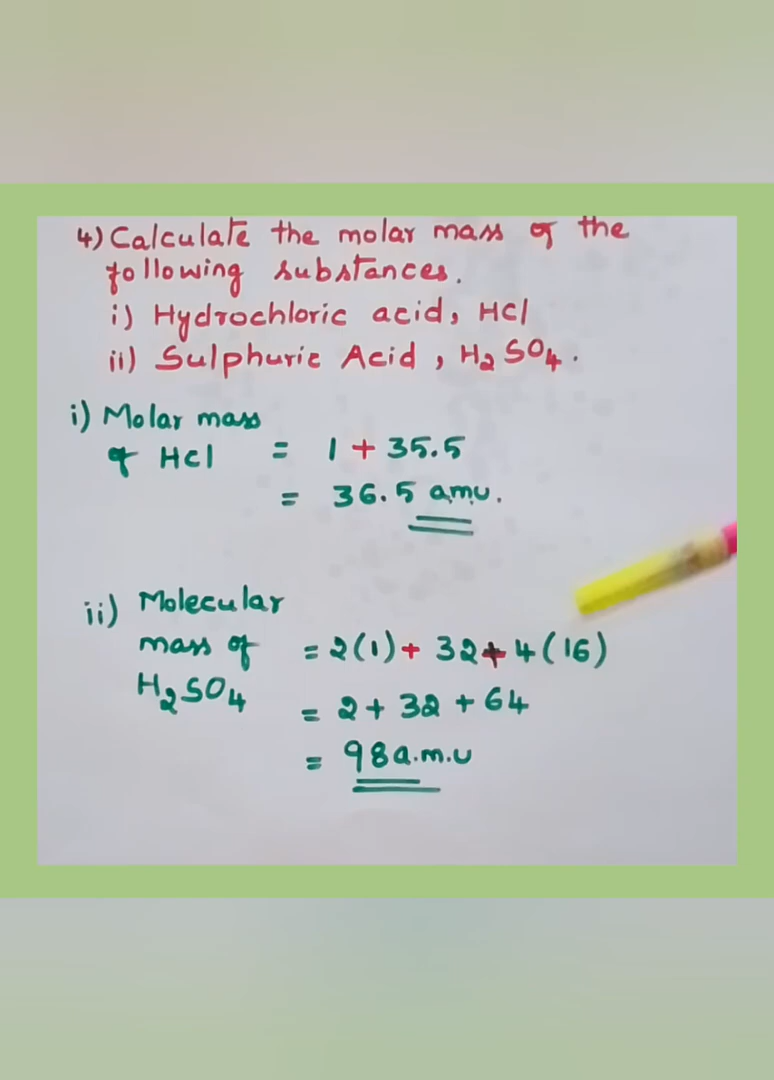 4) Calculate the molar mass of the
following substances.
i) Hydrochloric acid, HCl
ii) Sulphuric Acid, H₂SO₄.
i) Molar mass
of HCl = 1 + 35.5
= 36.5 amu.
ii) Molecular
mass of = 2(1) + 32 + 4(16)
H₂SO₄ = 2 + 32 + 64
= 98 a.m.u